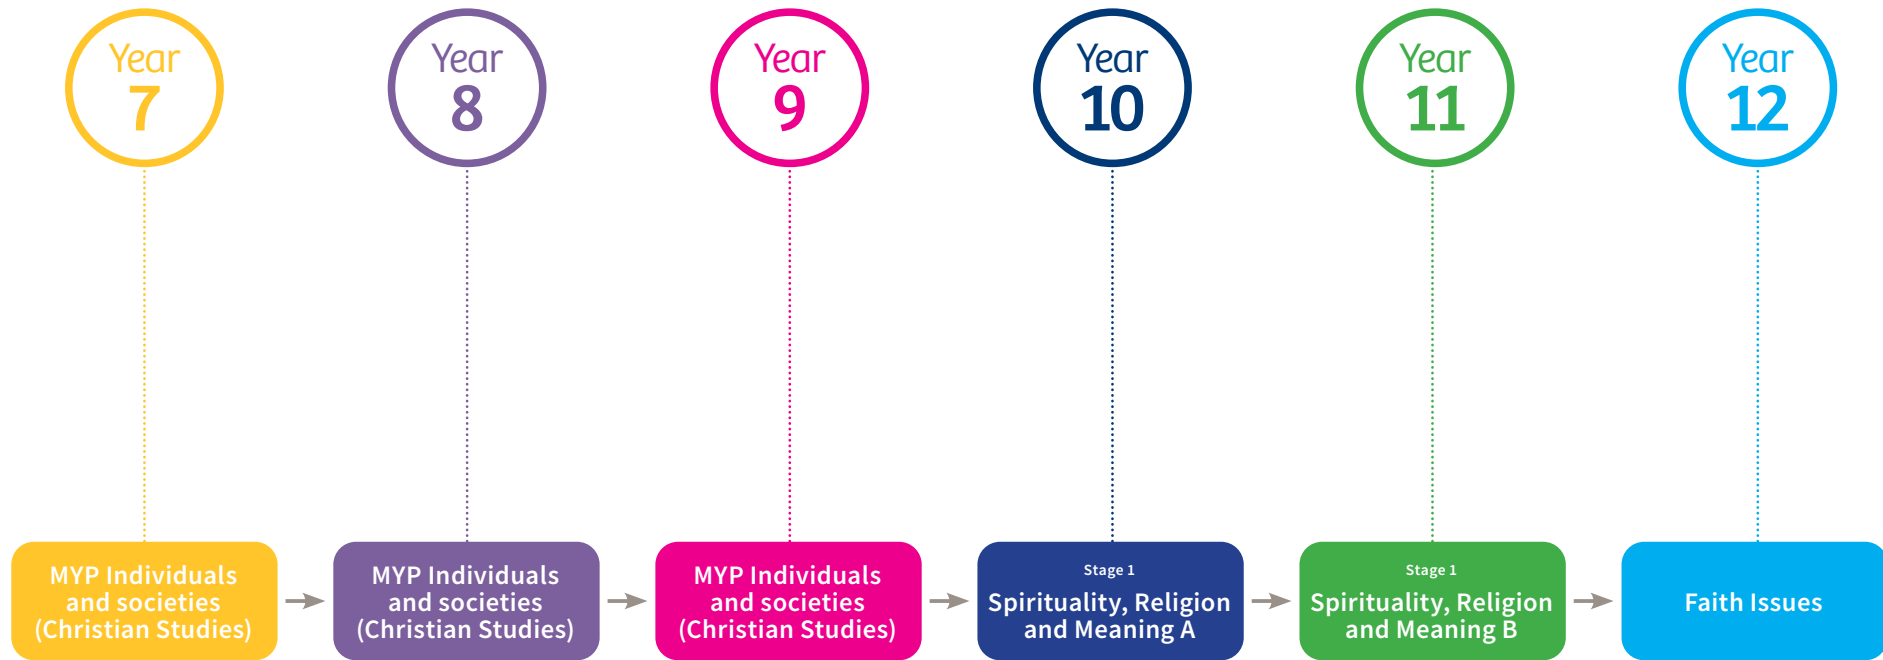 Year
7
Year
8
Year
9
Year
10
Year
11
Year
12
MYP Individuals
and societies
(Christian Studies)
MYP Individuals
and societies
(Christian Studies)
MYP Individuals
and societies
(Christian Studies)
Stage 1
Spirituality, Religion
and Meaning A
Stage 1
Spirituality, Religion
and Meaning B
Faith Issues